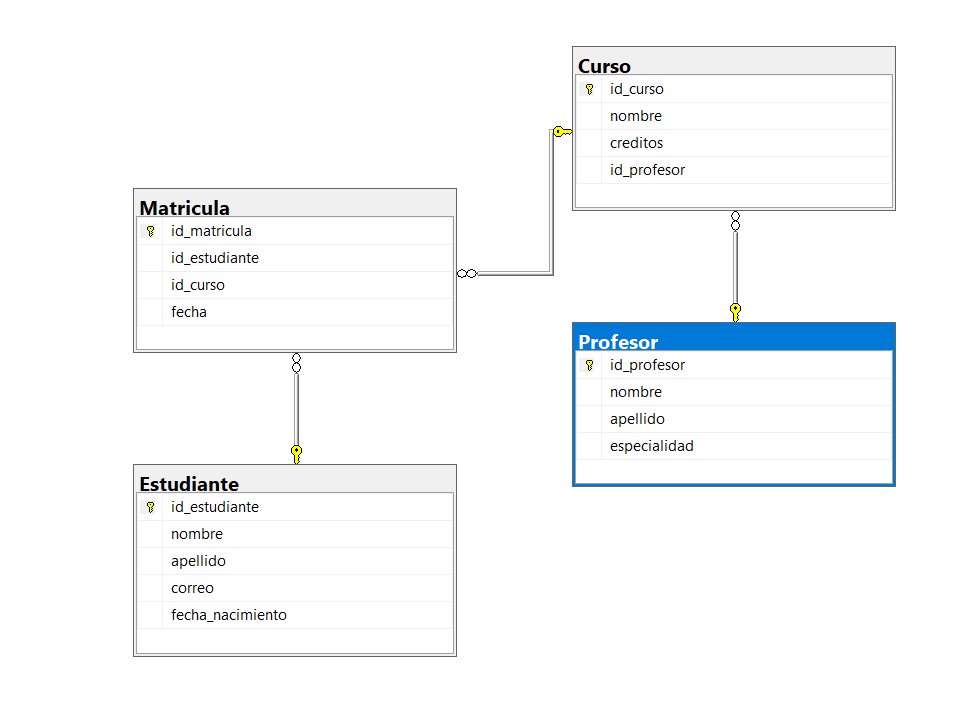 Curso
id_curso
nombre
creditos
id_profesor
Matricula
id_matricula
id_estudiante
id_curso
fecha
Profesor
id_profesor
nombre
apellido
especialidad
Estudiante
id_estudiante
nombre
apellido
correo
fecha_nacimiento